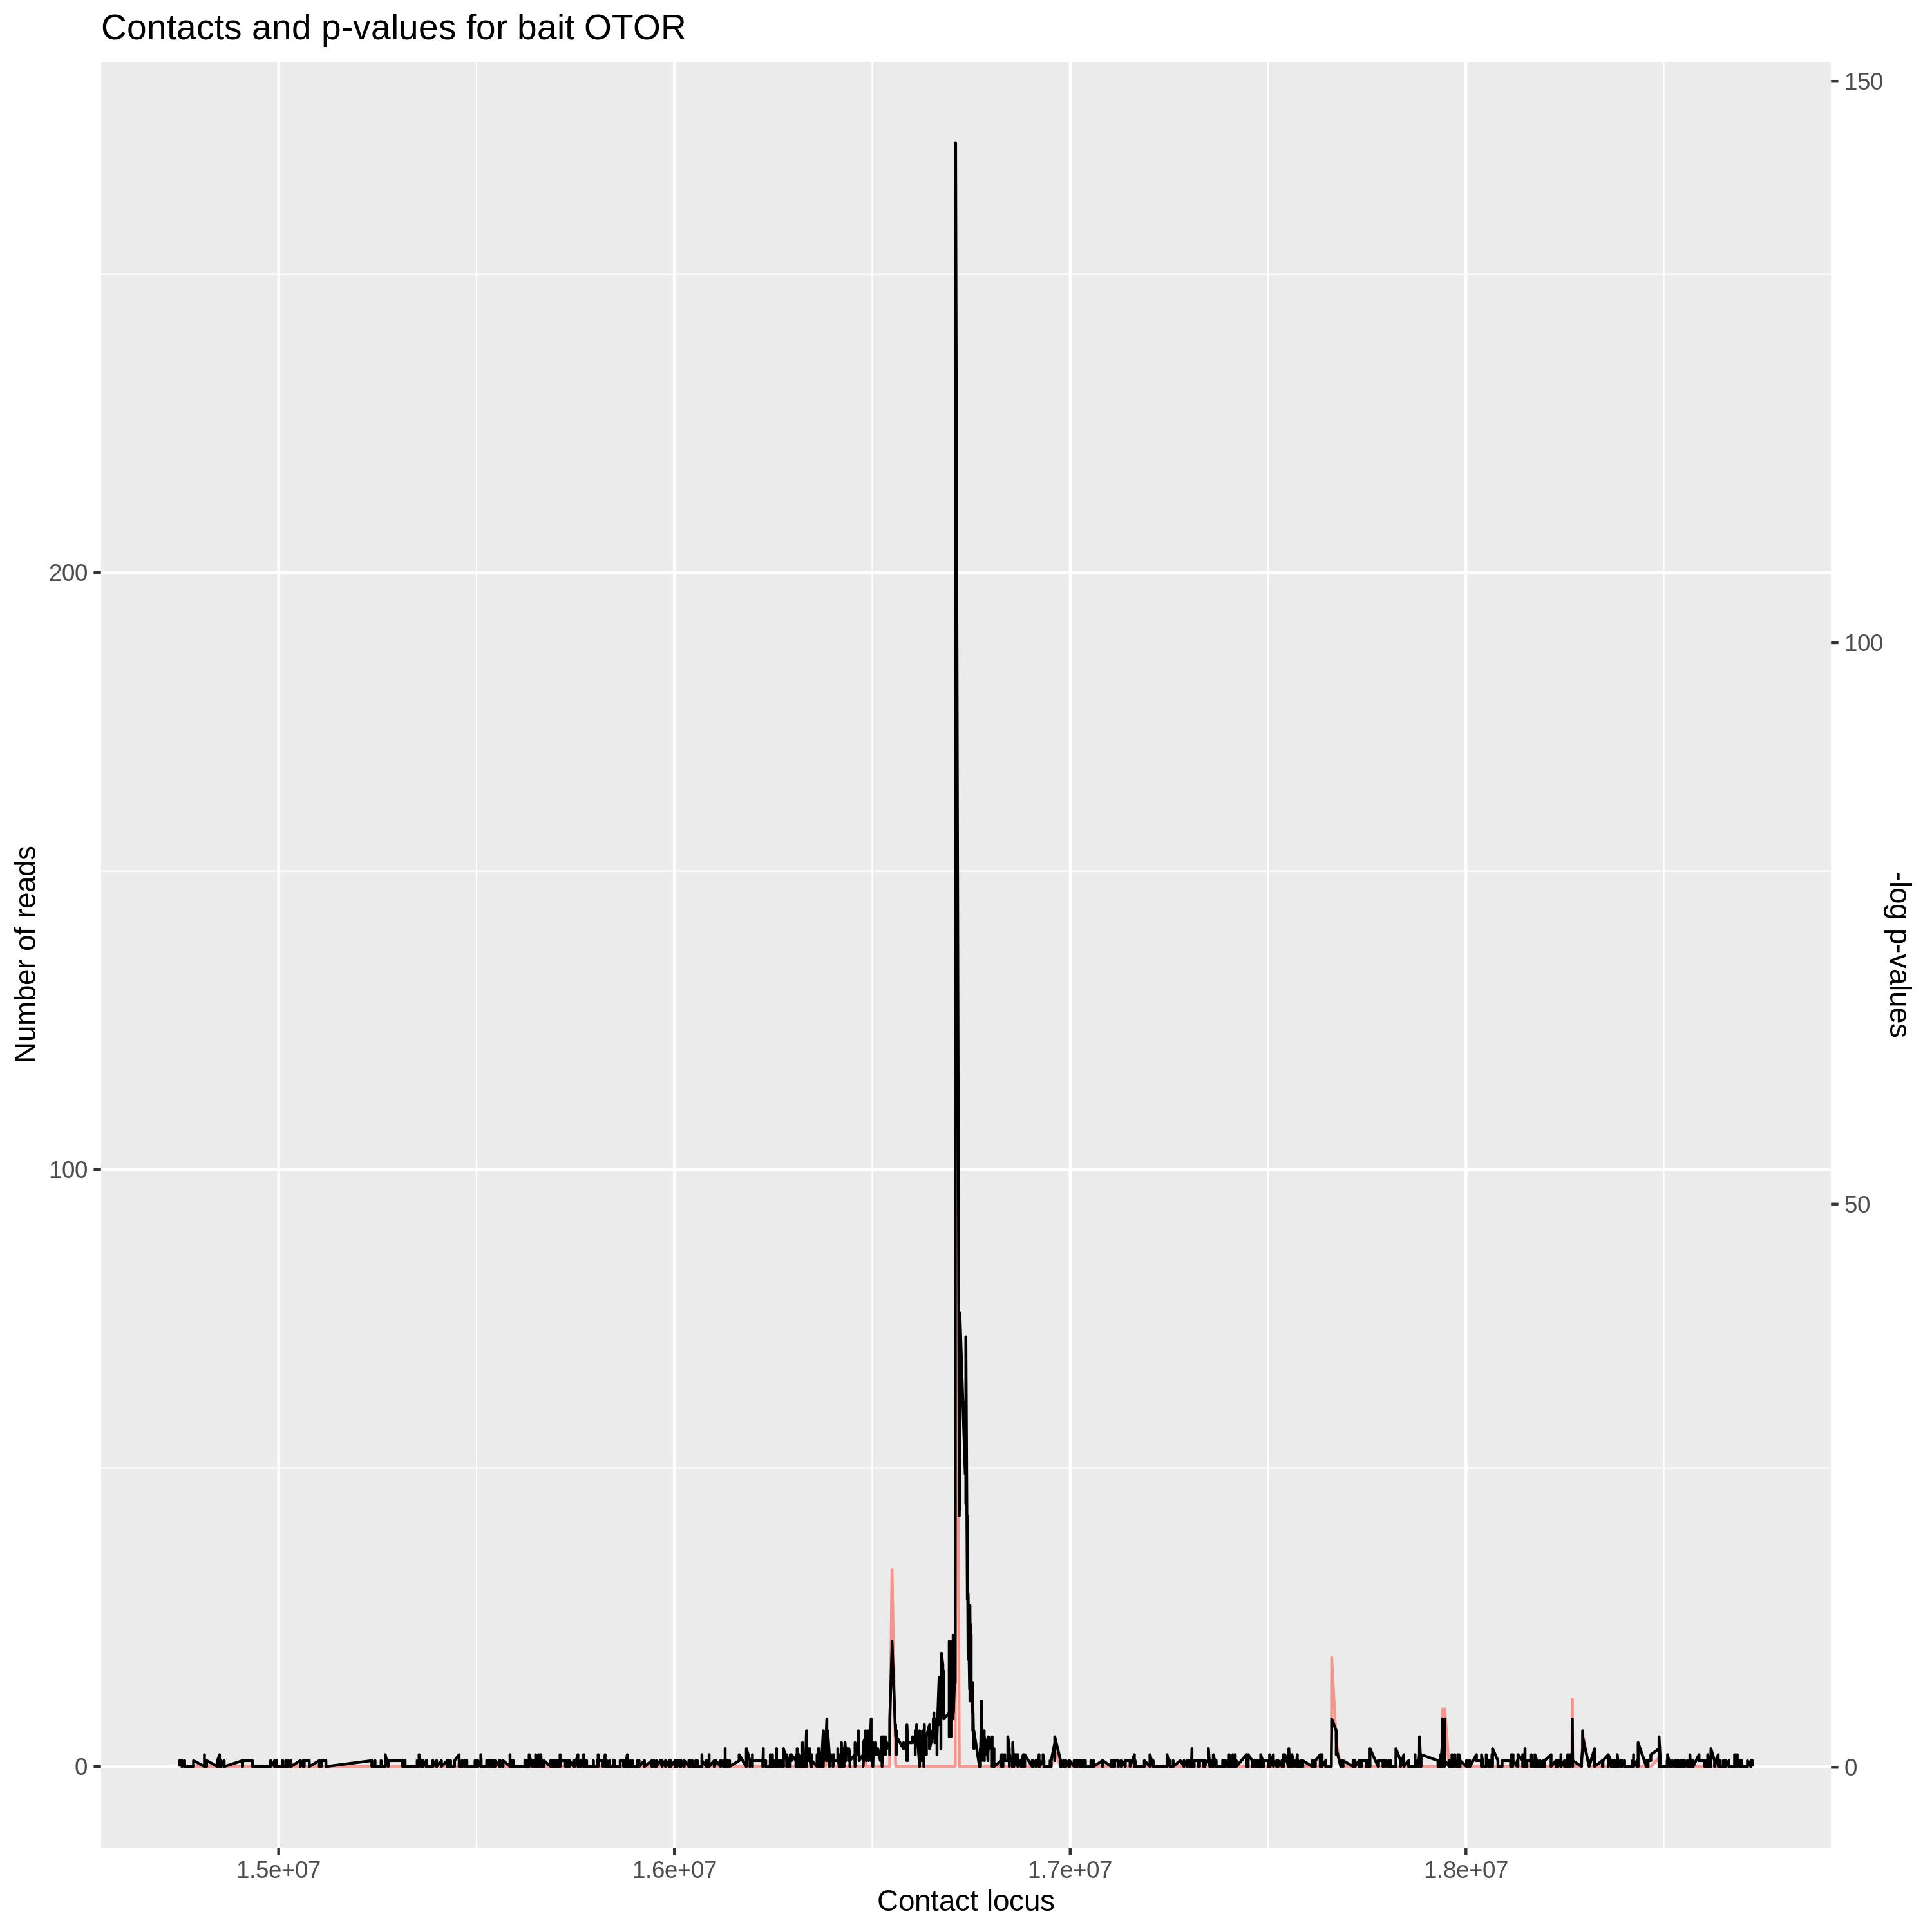 Contacts and p-values for bait OTOR
150
200
100
100
50
0
0
Number of reads
-log p-values
1.5e+07 1.6e+07 1.7e+07 1.8e+07
Contact locus